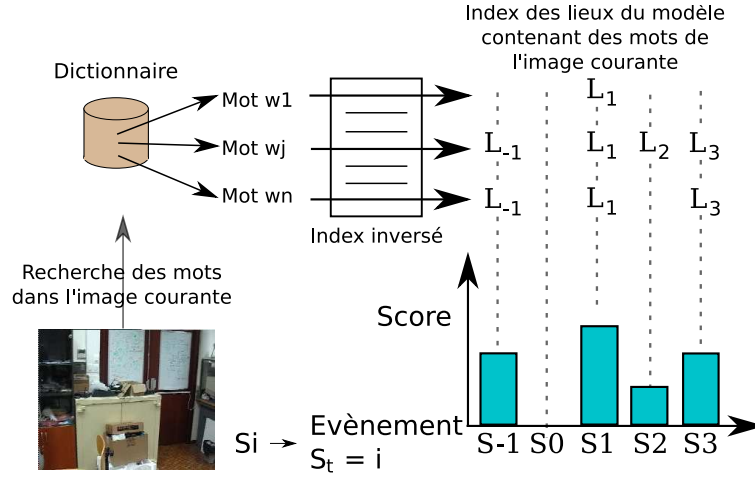 Index des lieux du modèle
contenant des mots de
l'image courante
Dictionnaire
Mot w1
L₁
Mot wj
L₋₁ L₁ L₂ L₃
Mot wn
L₋₁ L₁ L₃
Index inversé
Recherche des mots
dans l'image courante
Score
Si
Evènement
Sₜ = i
S-1 S0 S1 S2 S3